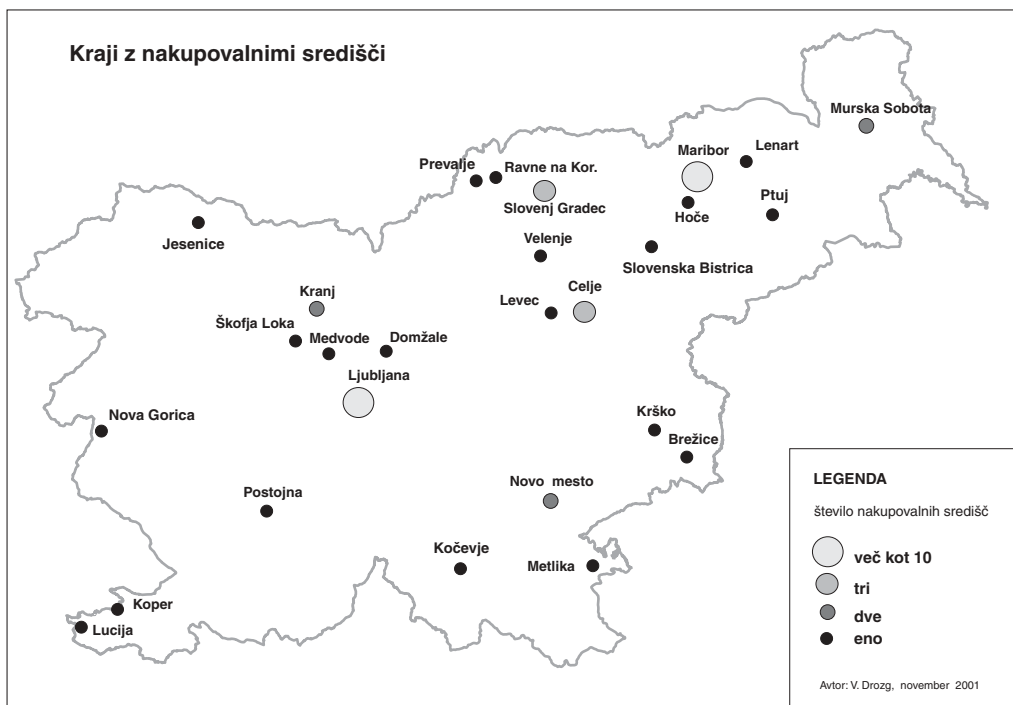 Kraji z nakupovalnimi središči
Murska Sobota
Maribor
Lenart
Prevalje
Ravne na Kor.
Slovenj Gradec
Ptuj
Hoče
Jesenice
Velenje
Slovenska Bistrica
Celje
Levec
Kranj
Škofja Loka
Medvode
Domžale
Ljubljana
Nova Gorica
Krško
Brežice
Novo mesto
Postojna
Kočevje
Metlika
Koper
Lucija
LEGENDA
število nakupovalnih središč
več kot 10
tri
dve
eno
Avtor: V. Drozg, november 2001